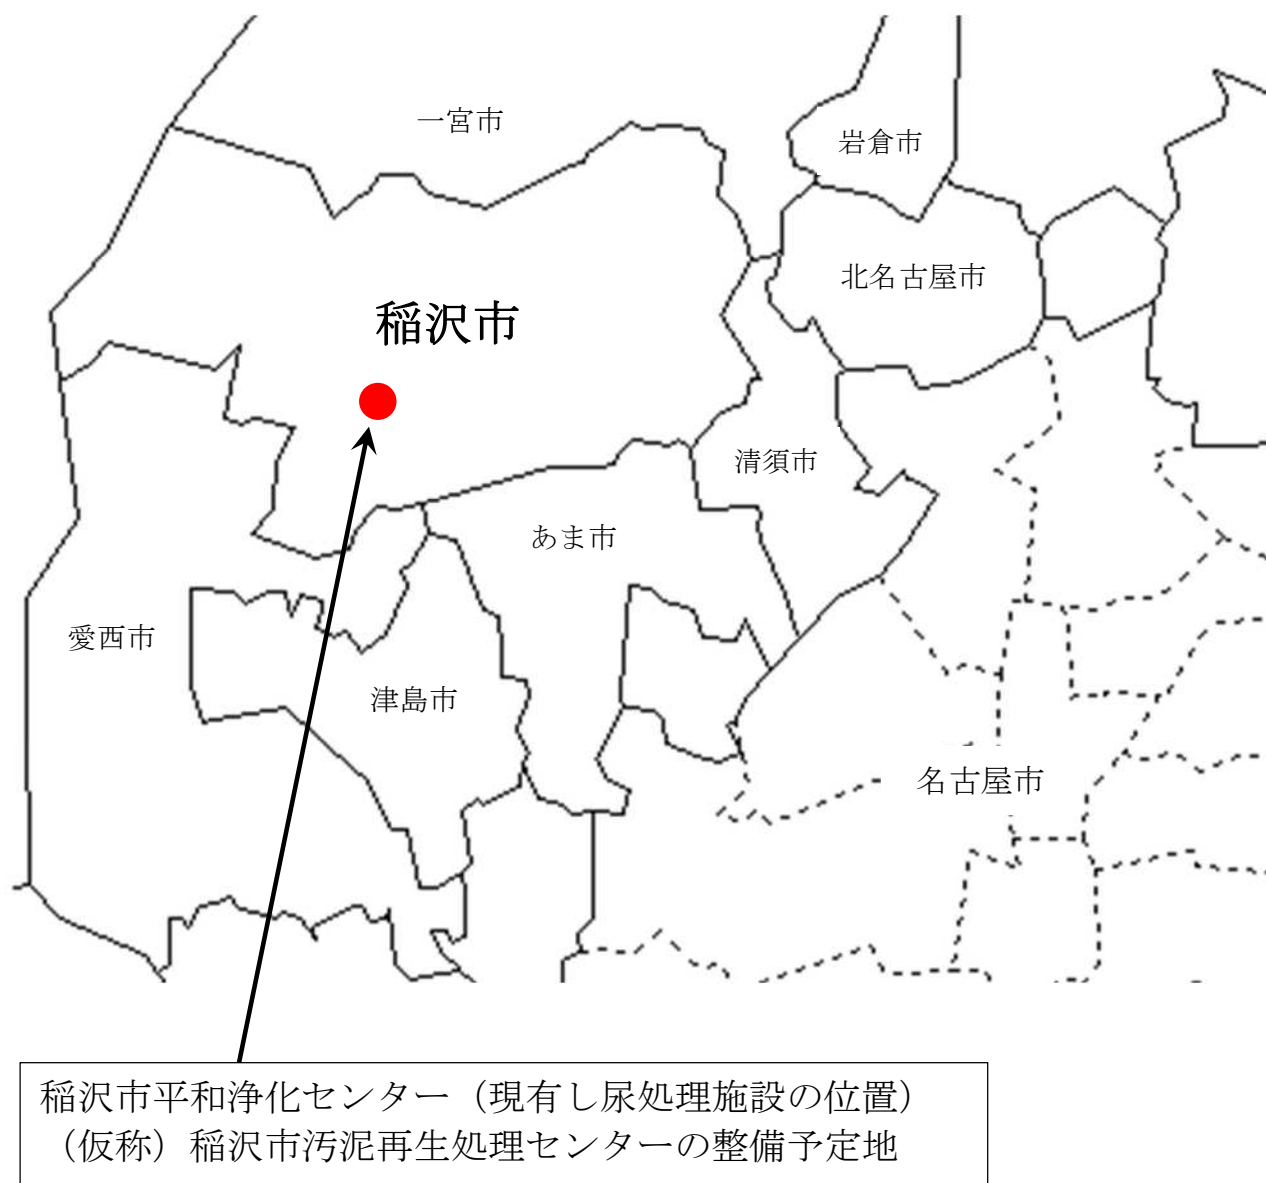 一宮市
岩倉市
北名古屋市
稲沢市
清須市
あま市
愛西市
津島市
名古屋市
稲沢市平和浄化センター（現有し尿処理施設の位置）
（仮称）稲沢市汚泥再生処理センターの整備予定地